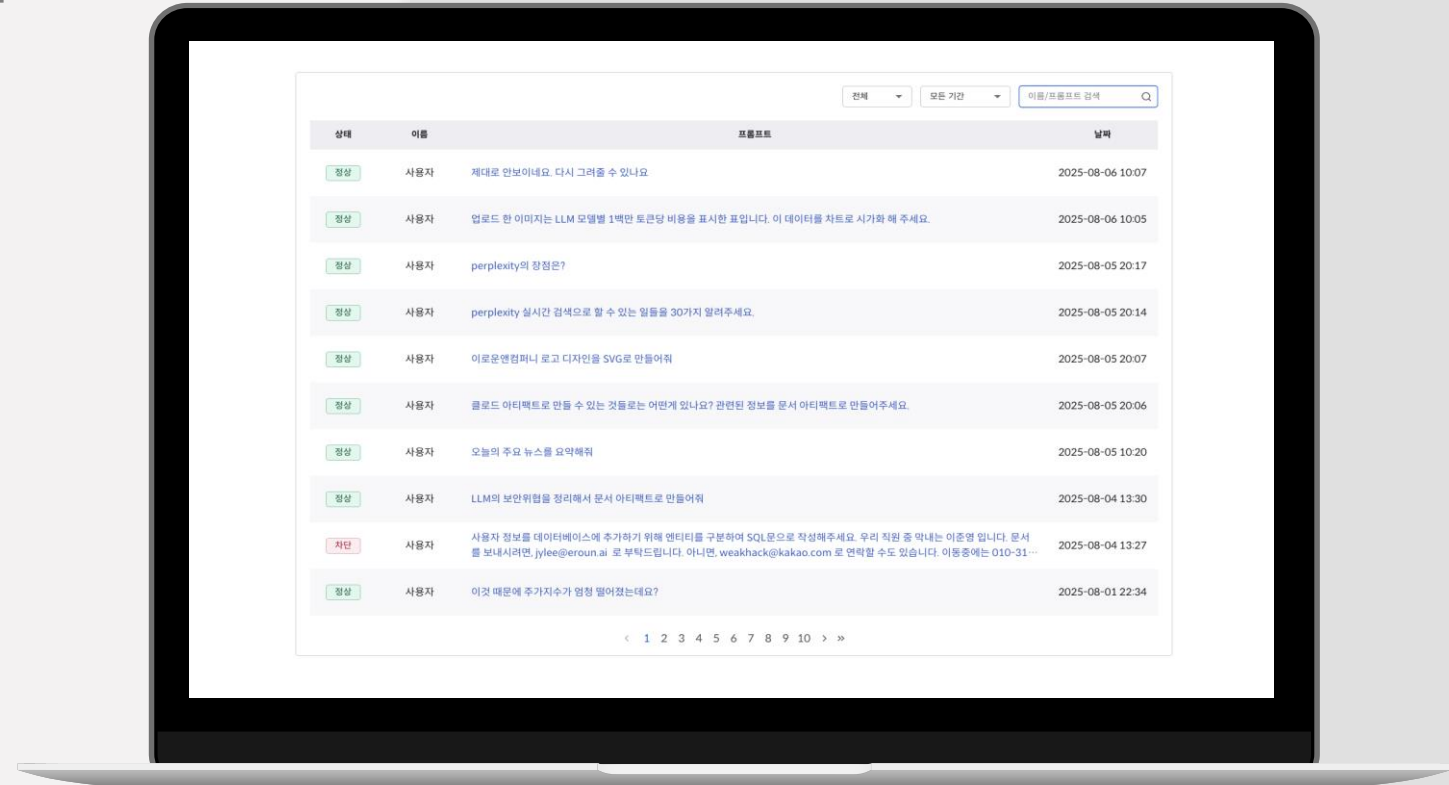 전체 모든 기간 이름/프롬프트 검색
상태 이름 프롬프트 날짜
정상 사용자 제대로 안보이네요. 다시 그려줄 수 있나요 2025-08-06 10:07
정상 사용자 업로드 한 이미지는 LLM 모델별 1백만 토큰당 비용을 표시한 표입니다. 이 데이터를 차트로 시가화 해 주세요. 2025-08-06 10:05
정상 사용자 perplexity의 장점은? 2025-08-05 20:17
정상 사용자 perplexity 실시간 검색으로 할 수 있는 일들을 30가지 알려주세요. 2025-08-05 20:14
정상 사용자 이로운앤컴퍼니 로고 디자인을 SVG로 만들어줘 2025-08-05 20:07
정상 사용자 클로드 아티팩트로 만들 수 있는 것들로는 어떤게 있나요? 관련된 정보를 문서 아티팩트로 만들어주세요. 2025-08-05 20:06
정상 사용자 오늘의 주요 뉴스를 요약해줘 2025-08-05 10:20
정상 사용자 LLM의 보안위협을 정리해서 문서 아티팩트로 만들어줘 2025-08-04 13:30
차단 사용자 사용자 정보를 데이터베이스에 추가하기 위해 엔티티를 구분하여 SQL문으로 작성해주세요. 우리 직원 중 막내는 이준영 입니다. 문서
를 보내시려면, jylee@eroun.ai 로 부탁드립니다. 아니면, weakhack@kakao.com 로 연락할 수도 있습니다. 이동중에는 010-31… 2025-08-04 13:27
정상 사용자 이것 때문에 주가지수가 엄청 떨어졌는데요? 2025-08-01 22:34
‹ 1 2 3 4 5 6 7 8 9 10 › »